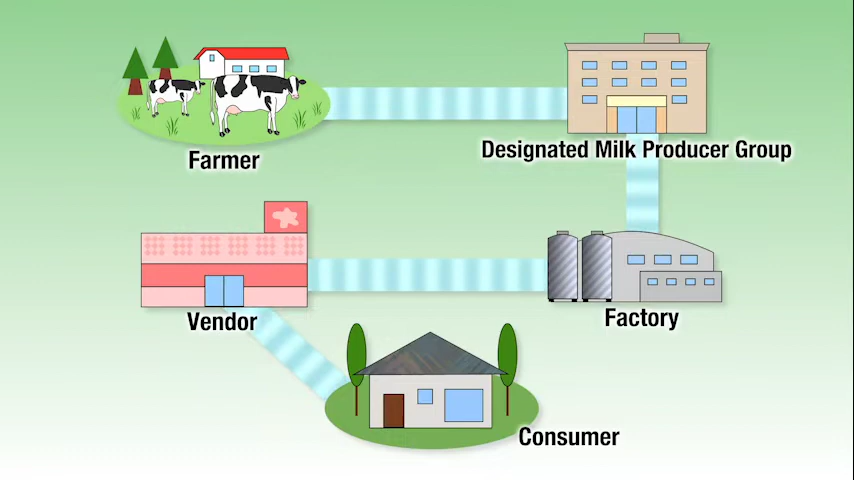 Farmer
Designated Milk Producer Group
Vendor
Factory
Consumer